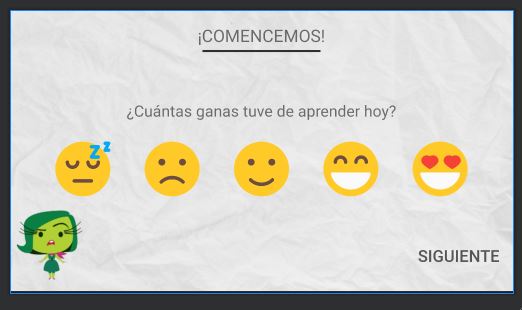 ¡COMENCEMOS!
¿Cuántas ganas tuve de aprender hoy?
z z
SIGUIENTE